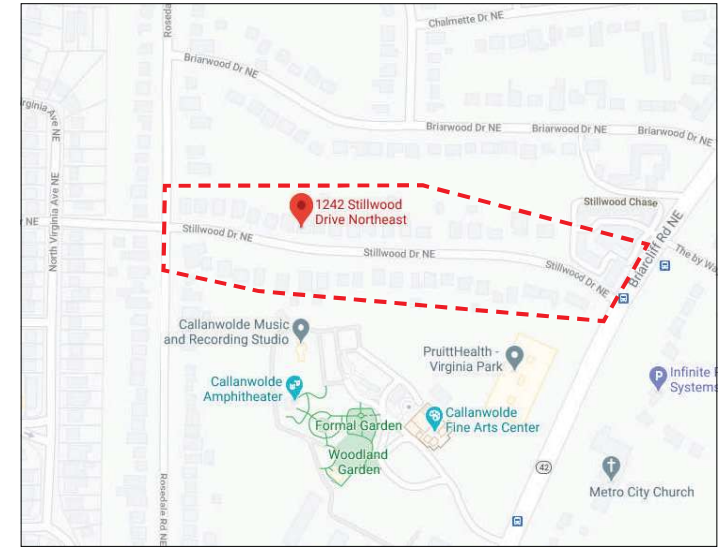 Chalmette Dr NE
Roseda
Briarwood Dr NE
Briarwood Dr NE
Briarwood Dr NE
Briarwood Dr NE
rginia Ave NE
North Virginia Ave NE
NE
1242 Stillwood
Drive Northeast
Stillwood Chase
Stillwood Dr NE
Stillwood Dr NE
Stillwood Dr NE
Briarcliff Rd NE
The by Wa
Callanwolde Music
and Recording Studio
PruittHealth -
Virginia Park
Callanwolde
Amphitheater
Infinite
P
Systems
Formal Garden
Callanwolde
Fine Arts Center
Woodland
Garden
42
Metro City Church
Rosedale Rd NE